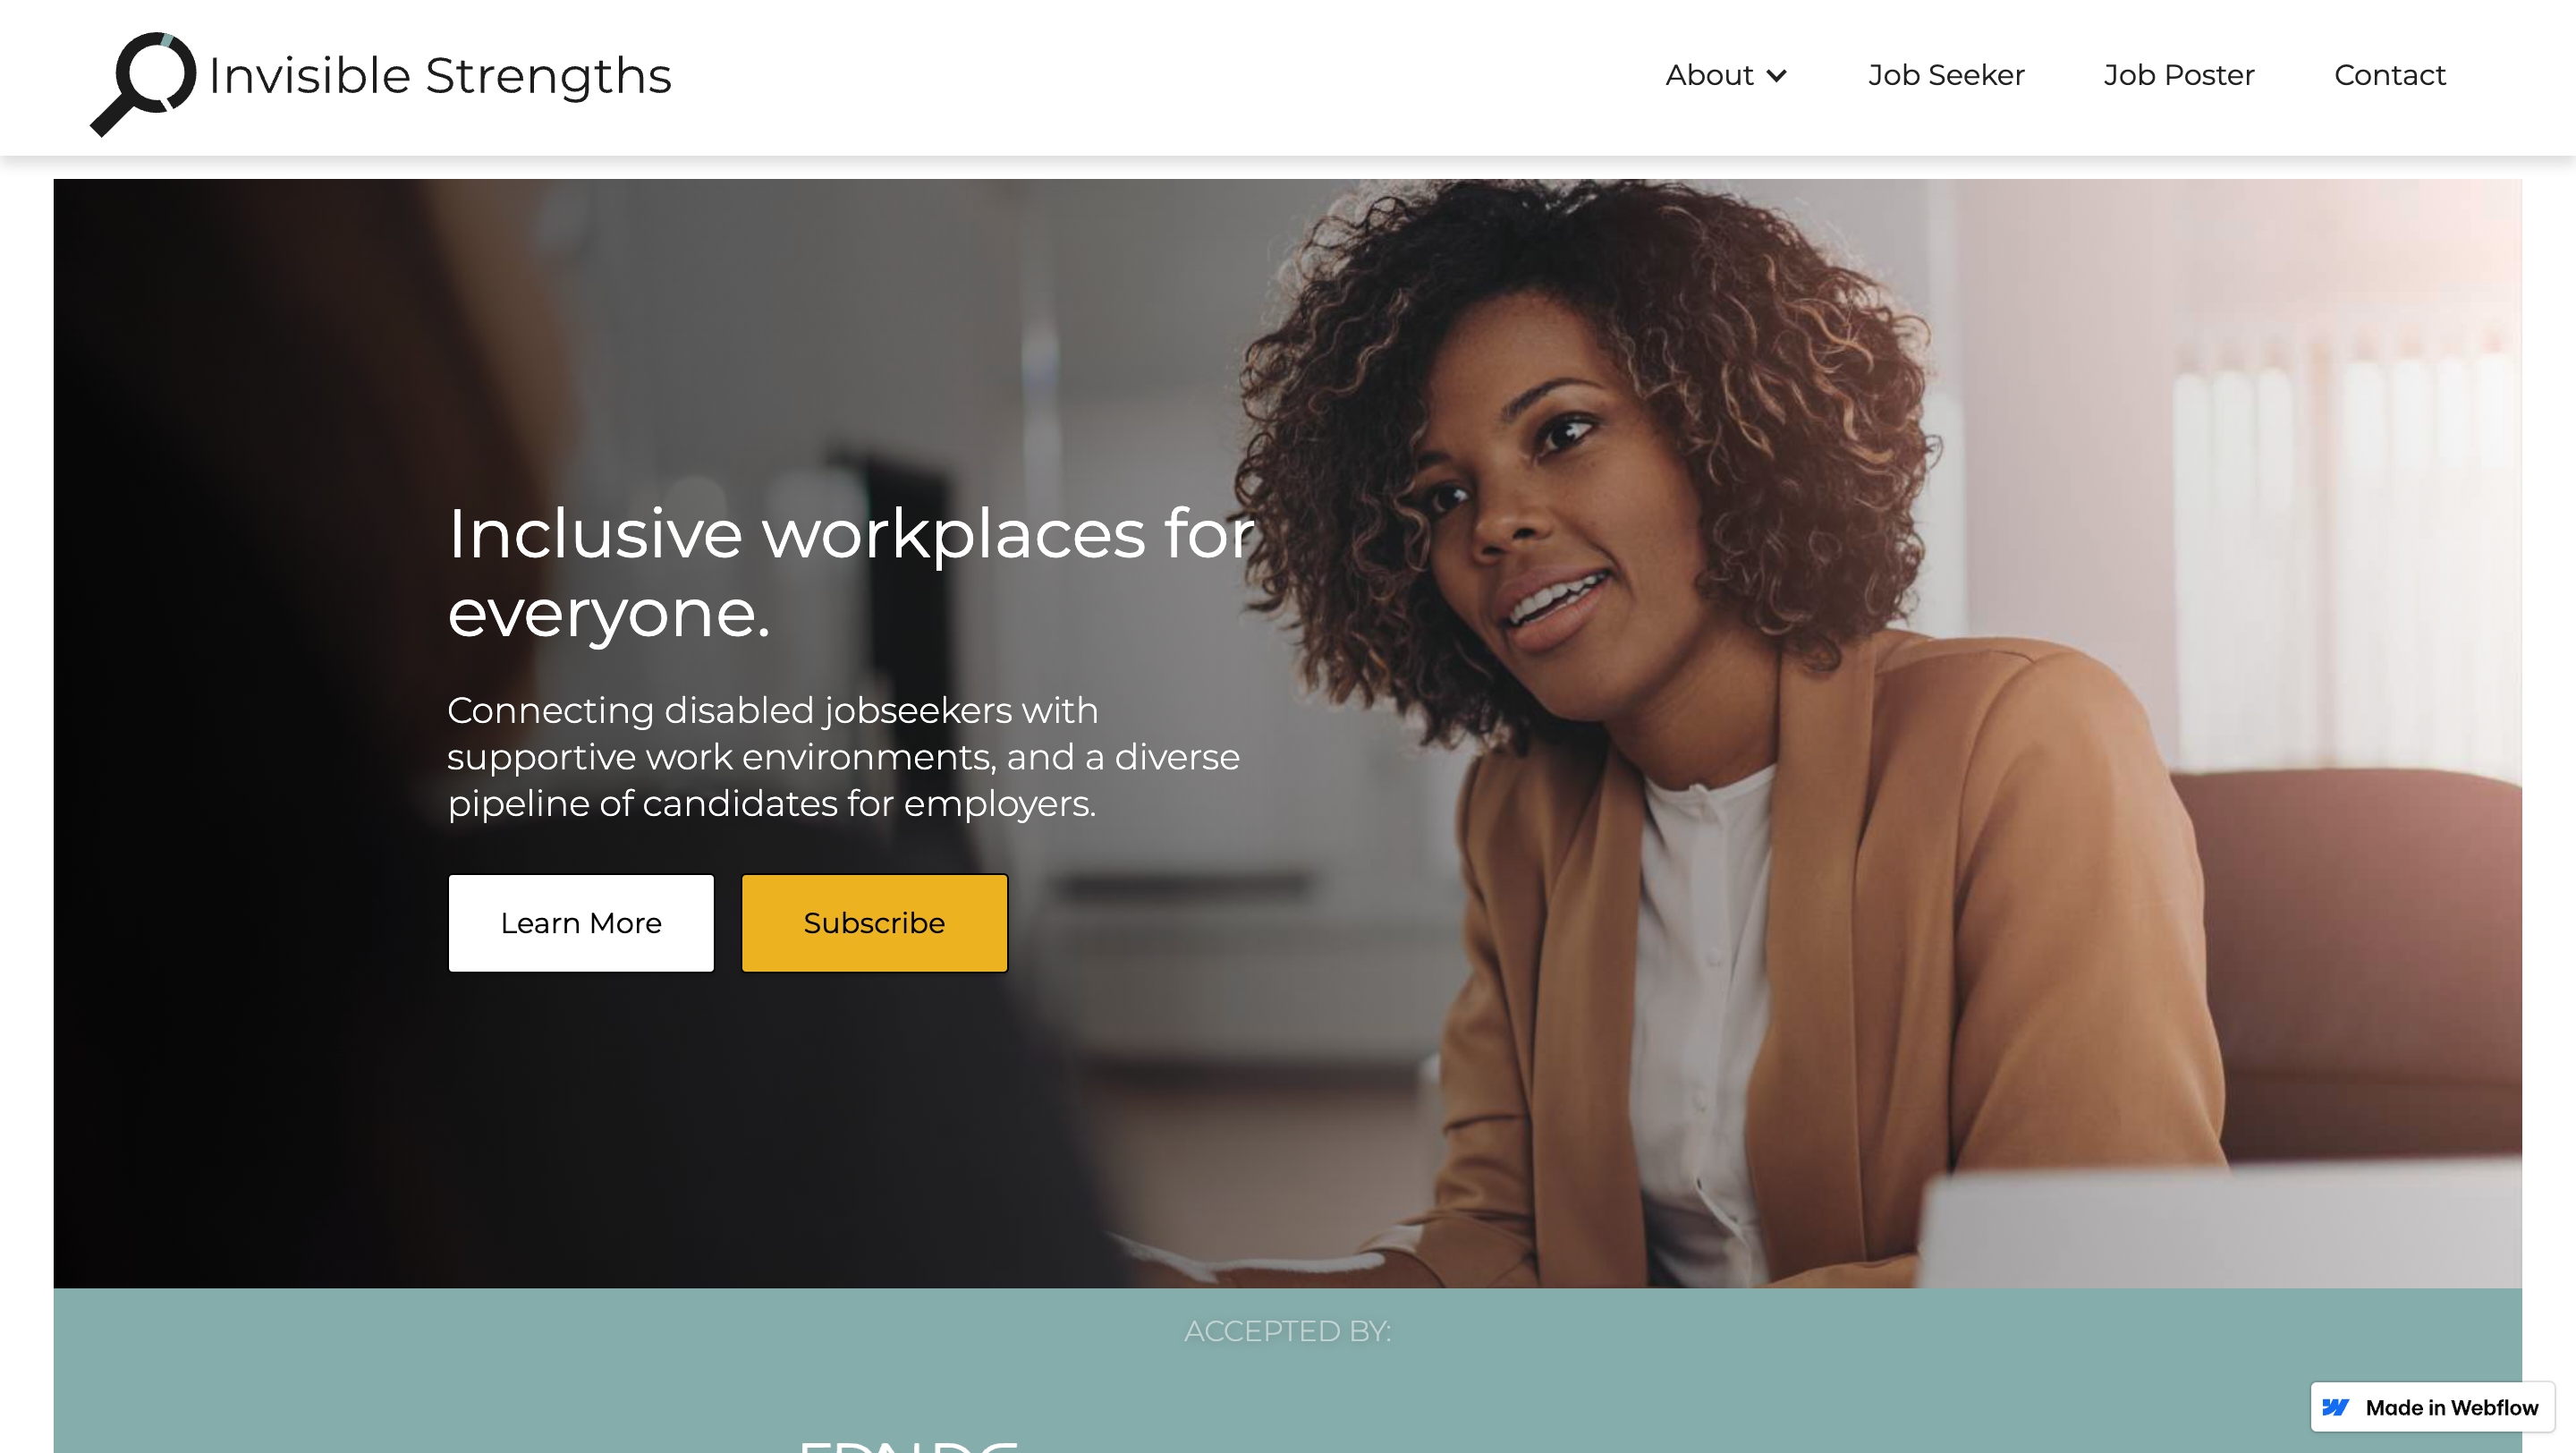 Invisible Strengths
About
Job Seeker
Job Poster
Contact
Inclusive workplaces for
everyone.
Connecting disabled jobseekers with
supportive work environments, and a diverse
pipeline of candidates for employers.
Learn More
Subscribe
ACCEPTED BY:
Made in Webflow